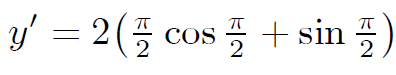 y′ = 2(π/2 cos π/2 + sin π/2)